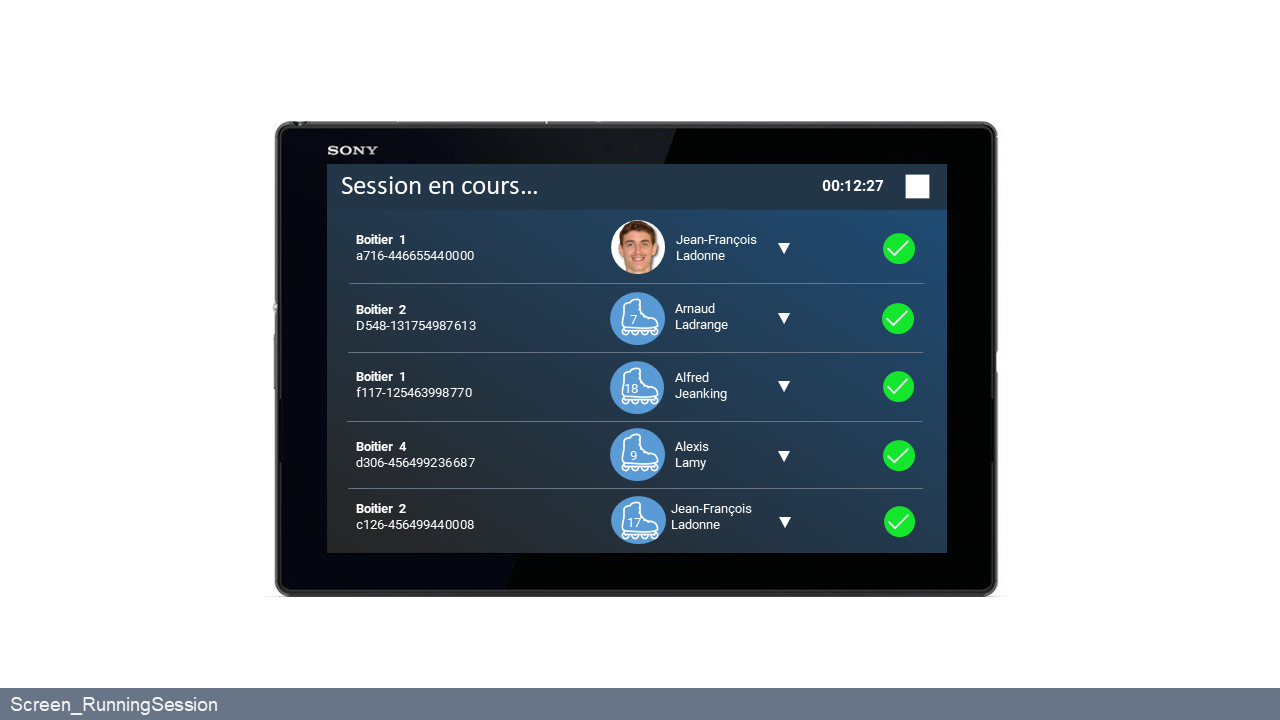 SONY
Session en cours...
00:12:27
Boitier 1
a716-446655440000
Jean-François
Ladonne
Boitier 2
D548-131754987613
7
Arnaud
Ladrange
Boitier 1
f117-125463998770
18
Alfred
Jeanking
Boitier 4
d306-456499236687
9
Alexis
Lamy
Boitier 2
c126-456499440008
17
Jean-François
Ladonne
Screen_RunningSession